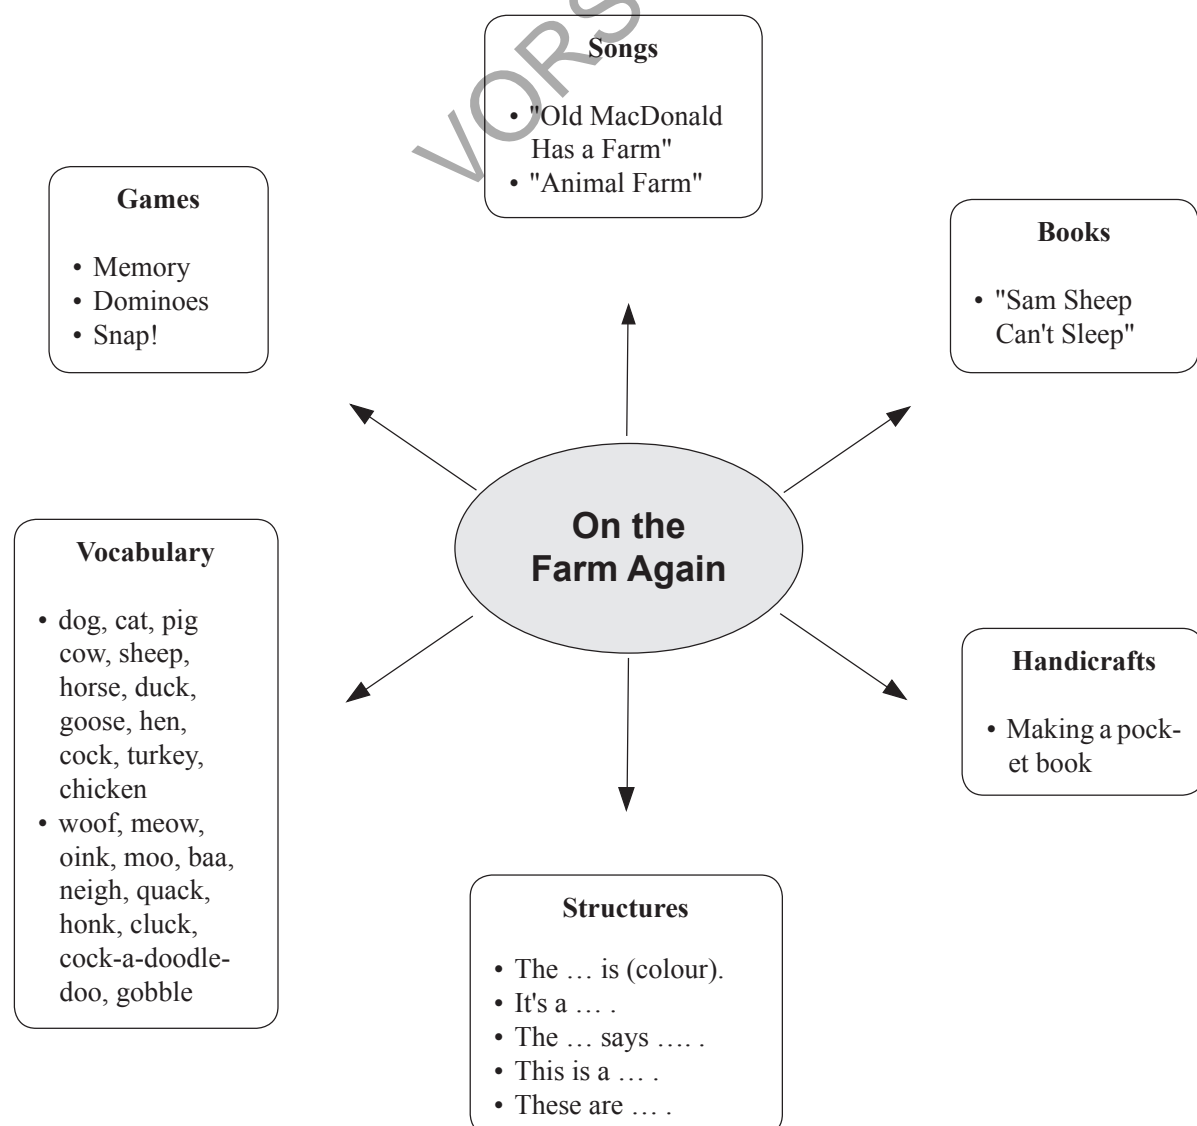 VORS
Songs
• "Old MacDonald
Has a Farm"
• "Animal Farm"
Games
• Memory
• Dominoes
• Snap!
Books
• "Sam Sheep
Can't Sleep"
On the
Farm Again
Vocabulary
• dog, cat, pig
cow, sheep,
horse, duck,
goose, hen,
cock, turkey,
chicken
• woof, meow,
oink, moo, baa,
neigh, quack,
honk, cluck,
cock-a-doodle-
doo, gobble
Handicrafts
• Making a pock-
et book
Structures
• The … is (colour).
• It's a … .
• The … says …. .
• This is a … .
• These are … .